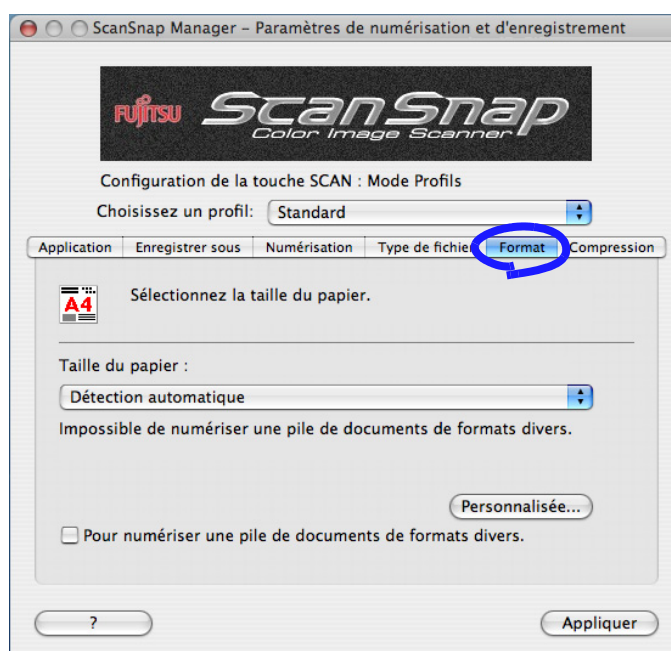 ScanSnap Manager – Paramètres de numérisation et d'enregistrement
FUJITSU ScanSnap
Color Image Scanner
Configuration de la touche SCAN : Mode Profils
Choisissez un profil: Standard
Application Enregistrer sous Numérisation Type de fichier Format Compression
A4 Sélectionnez la taille du papier.
Taille du papier :
Détection automatique
Impossible de numériser une pile de documents de formats divers.
Personnalisée...
Pour numériser une pile de documents de formats divers.
? Appliquer